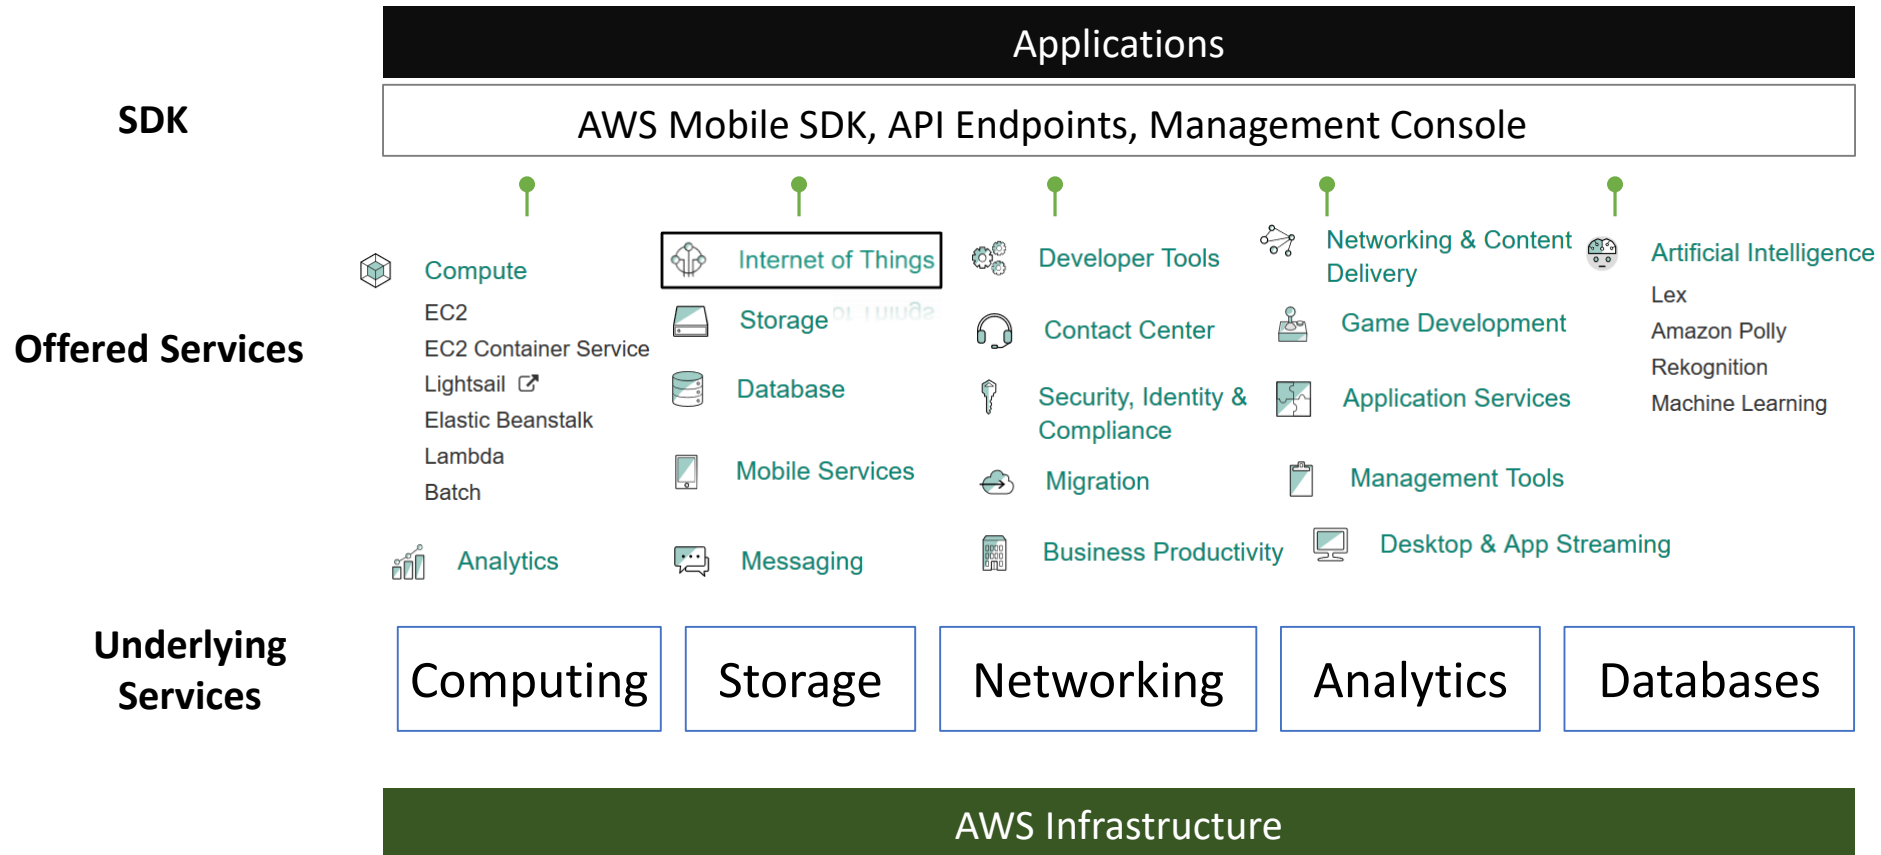 Applications
SDK
AWS Mobile SDK, API Endpoints, Management Console
Offered Services
Compute
EC2
EC2 Container Service
Lightsail
Elastic Beanstalk
Lambda
Batch
Analytics
Internet of Things
of Things
Storage
Database
Mobile Services
Messaging
Developer Tools
Contact Center
Security, Identity &
Compliance
Migration
Business Productivity
Networking & Content
Delivery
Game Development
Application Services
Management Tools
Desktop & App Streaming
Artificial Intelligence
Lex
Amazon Polly
Rekognition
Machine Learning
Underlying
Services
Computing
Storage
Networking
Analytics
Databases
AWS Infrastructure